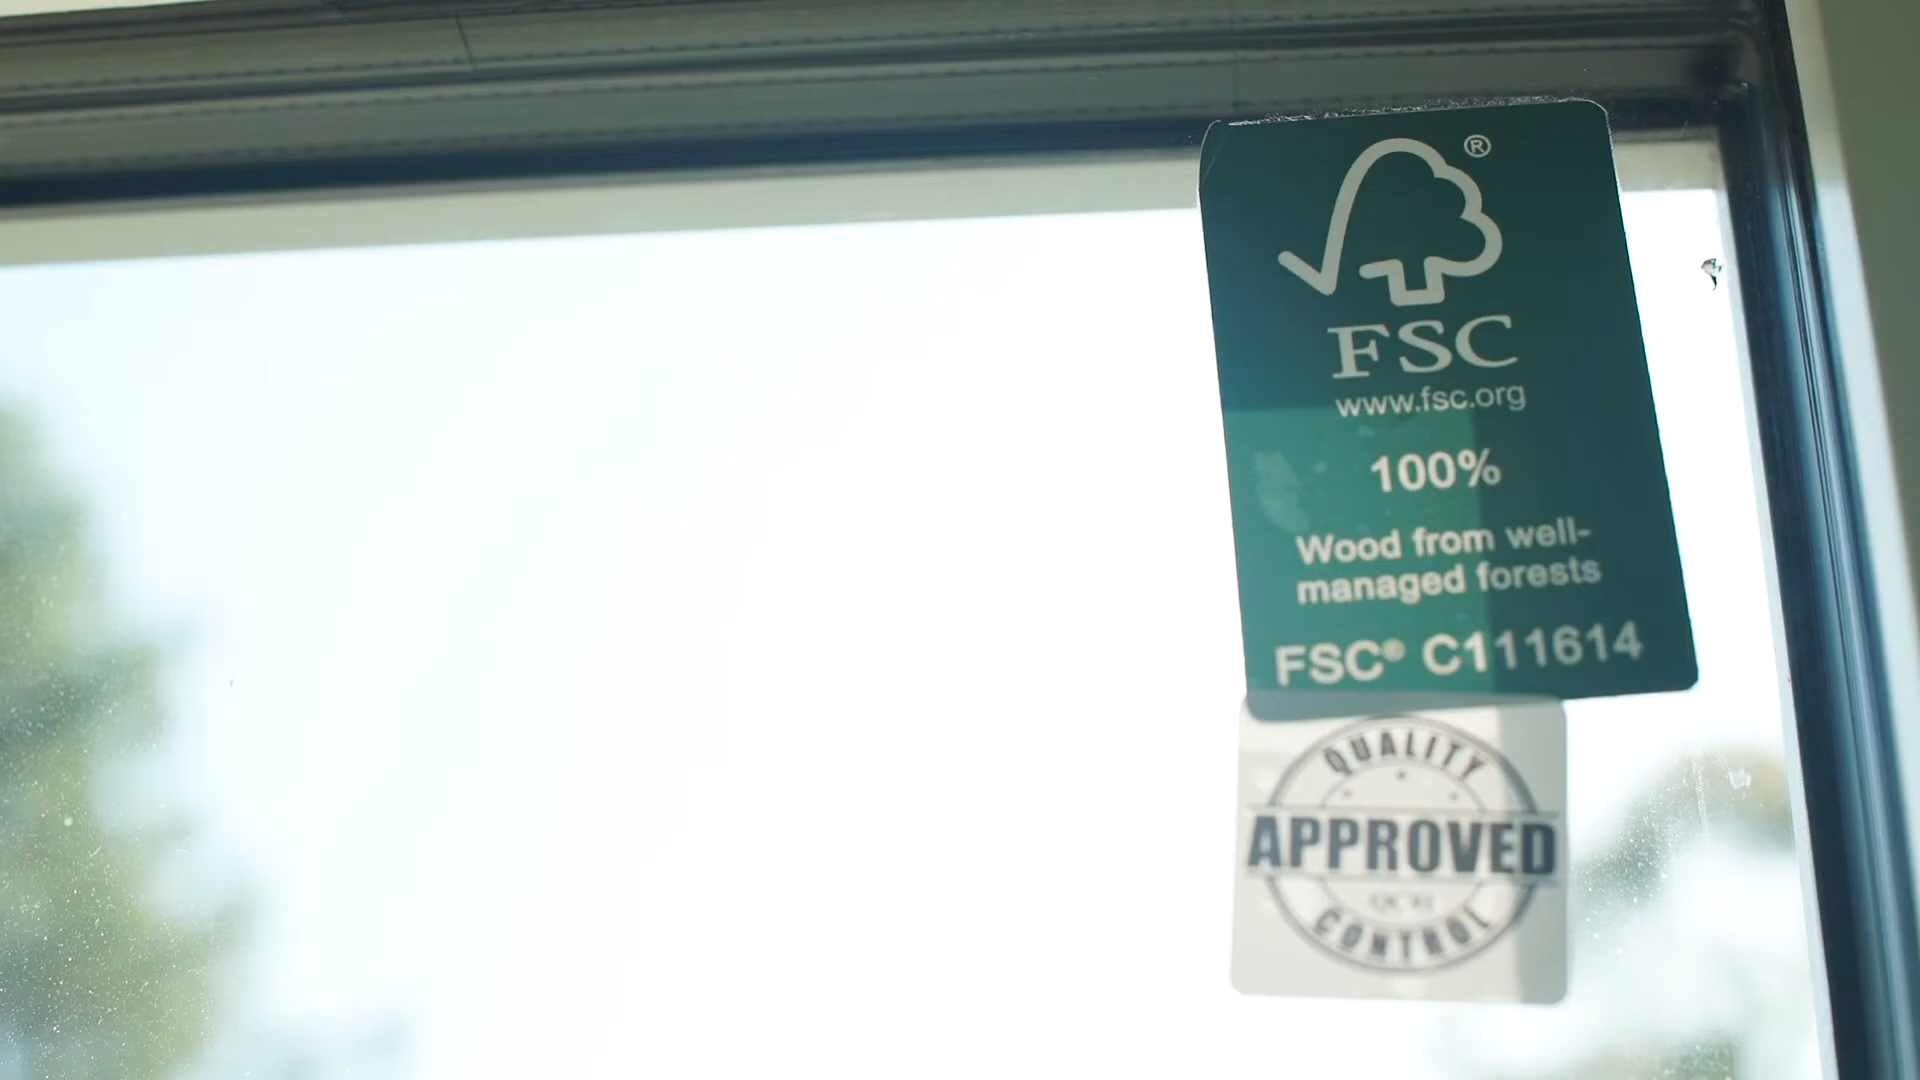 ®
FSC
www.fsc.org
100%
Wood from well-
managed forests
FSC® C111614
QUALITY
APPROVED
CONTROL